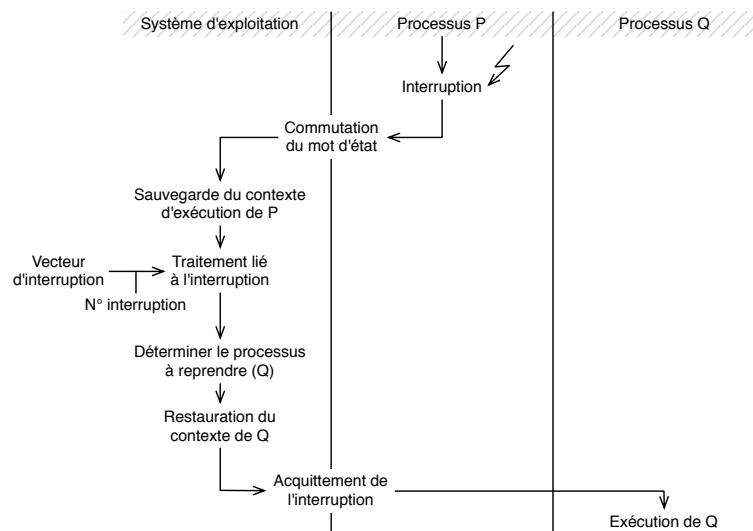 Système d'exploitation
Processus P
Processus Q
Interruption
Commutation
du mot d'état
Sauvegarde du contexte
d'exécution de P
Vecteur
d'interruption
Traitement lié
à l'interruption
N° interruption
Déterminer le processus
à reprendre (Q)
Restauration du
contexte de Q
Acquittement de
l'interruption
Exécution de Q